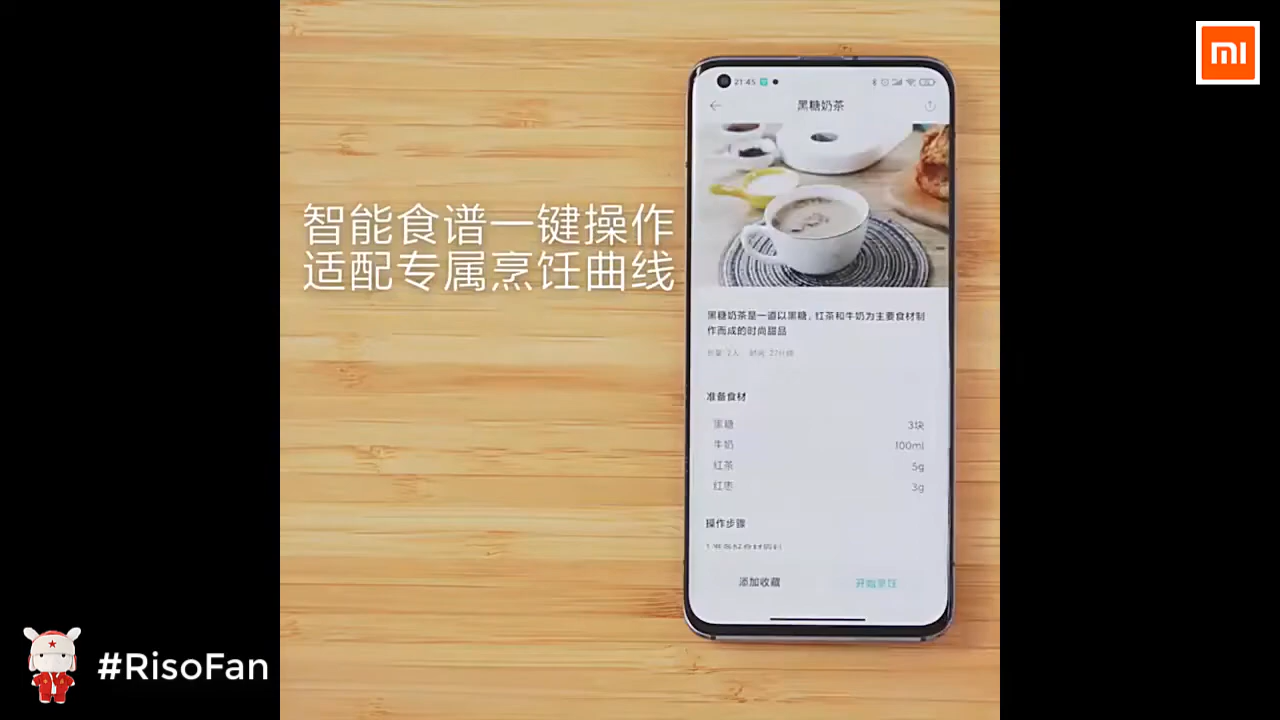 mi
21:45
黑糖奶茶
智能食谱一键操作
适配专属烹饪曲线
黑糖奶茶是一道以黑糖、红茶和牛奶为主要食材制
作而成的时尚甜品
准备食材
黑糖 3块
牛奶 100ml
红茶 5g
红枣 3g
操作步骤
添加收藏 开始烹饪
#RisoFan